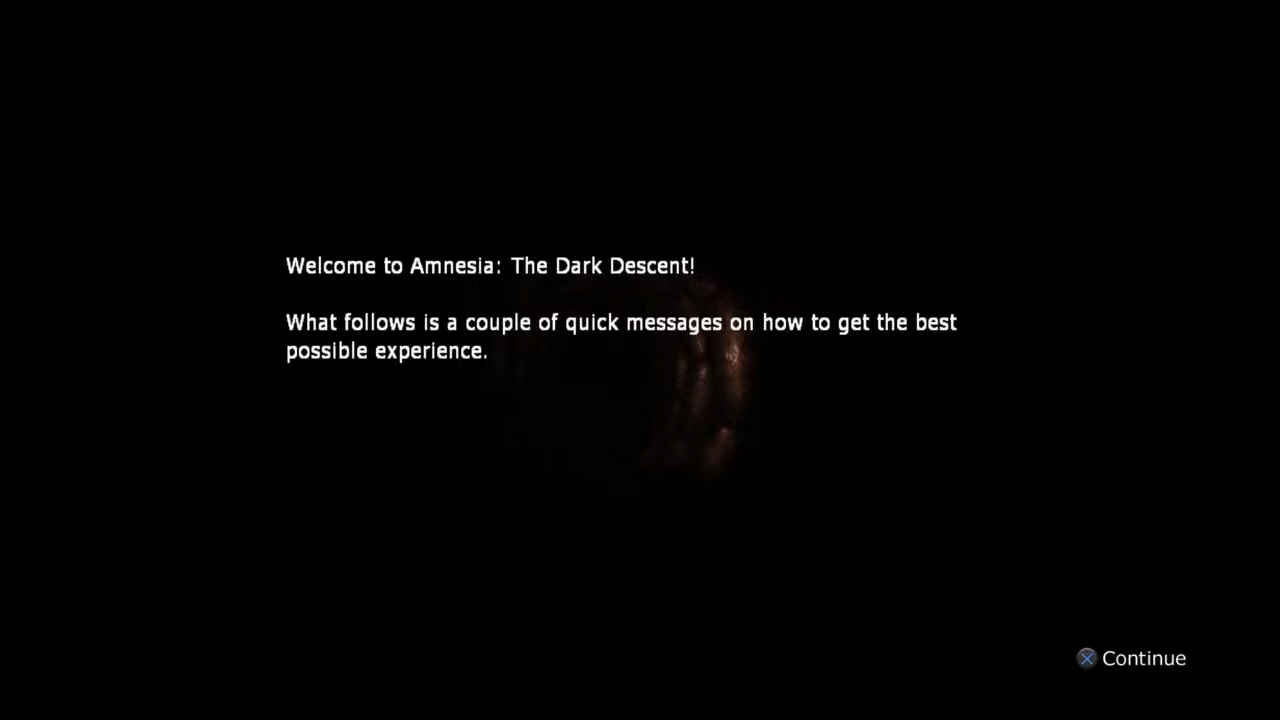 Welcome to Amnesia: The Dark Descent!
What follows is a couple of quick messages on how to get the best
possible experience.
Continue